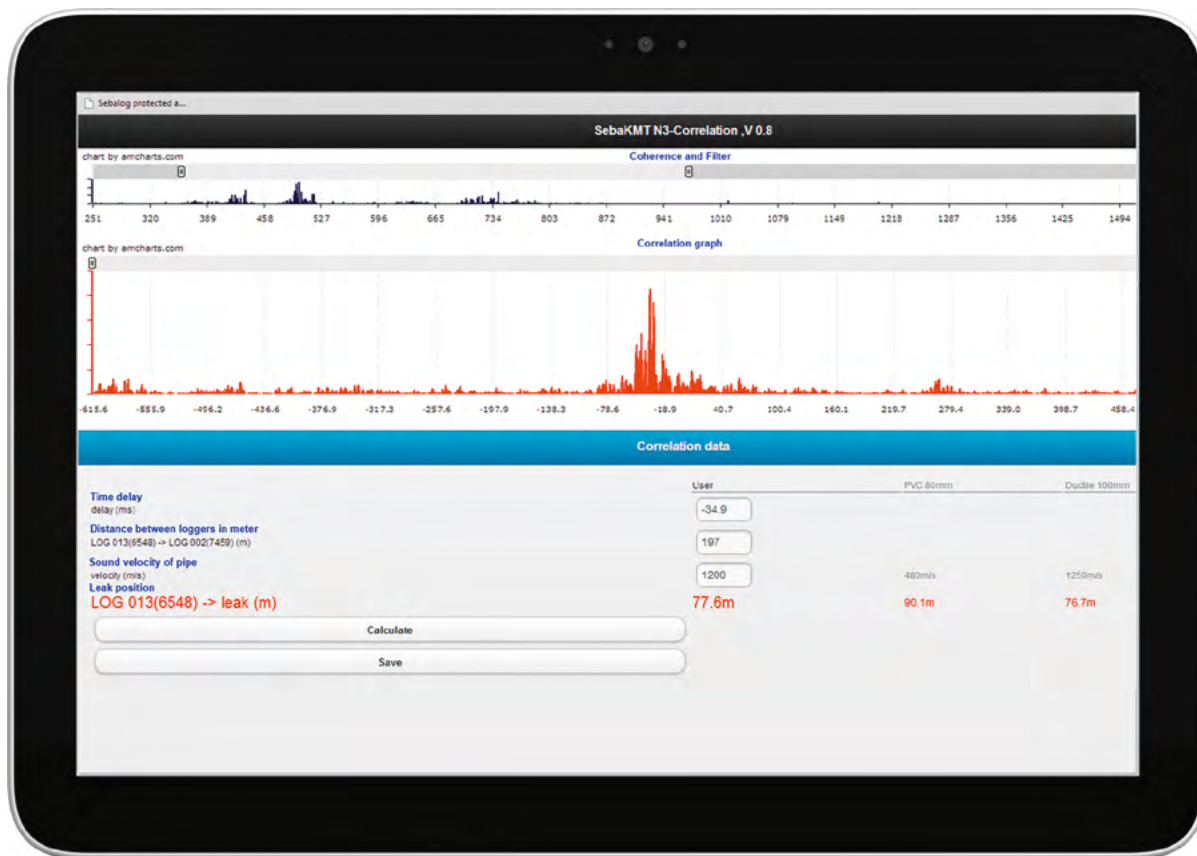 Sebalog protected a...
SebaKMT N3-Correlation ,V 0.8
chart by amcharts.com
Coherence and Filter
251 320 389 458 527 596 665 734 803 872 941 1010 1079 1149 1218 1287 1356 1425 1494
chart by amcharts.com
Correlation graph
-615.6 -555.9 -496.2 -436.6 -376.9 -317.3 -257.6 -197.9 -138.3 -78.6 -18.9 40.7 100.4 160.1 219.7 279.4 339.0 398.7 458.4
Correlation data
User PVC 80mm Ductile 100mm
Time delay
delay (ms) -34.9
Distance between loggers in meter
LOG 013(6548) -> LOG 002(7459) (m) 197
Sound velocity of pipe
velocity (m/s) 1200 480m/s 1250m/s
Leak position
LOG 013(6548) -> leak (m) 77.6m 90.1m 76.7m
Calculate
Save